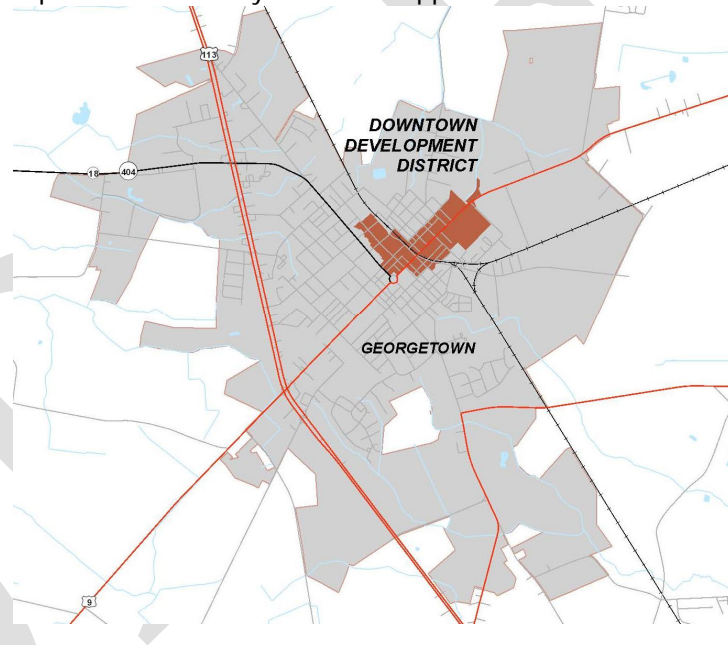 113
DOWNTOWN
DEVELOPMENT
DISTRICT
18
404
GEORGETOWN
9